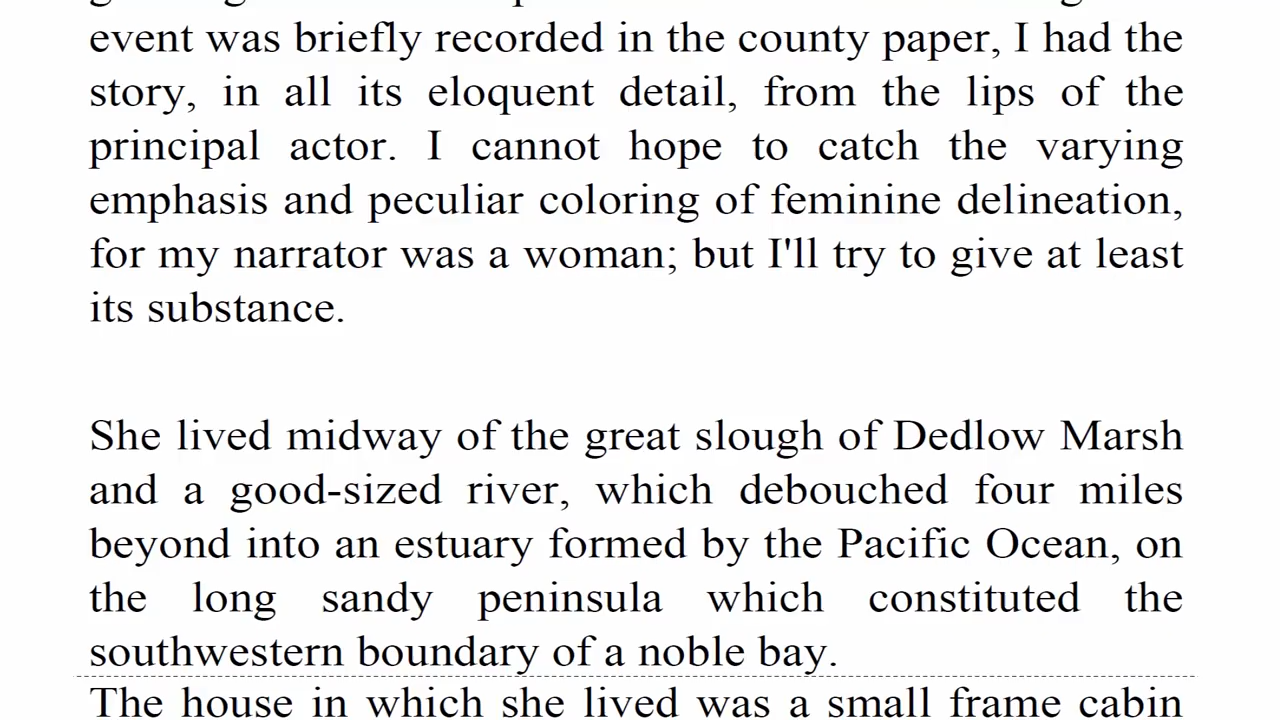 event was briefly recorded in the county paper, I had the
story, in all its eloquent detail, from the lips of the
principal actor. I cannot hope to catch the varying
emphasis and peculiar coloring of feminine delineation,
for my narrator was a woman; but I'll try to give at least
its substance.
She lived midway of the great slough of Dedlow Marsh
and a good-sized river, which debouched four miles
beyond into an estuary formed by the Pacific Ocean, on
the long sandy peninsula which constituted the
southwestern boundary of a noble bay.
The house in which she lived was a small frame cabin